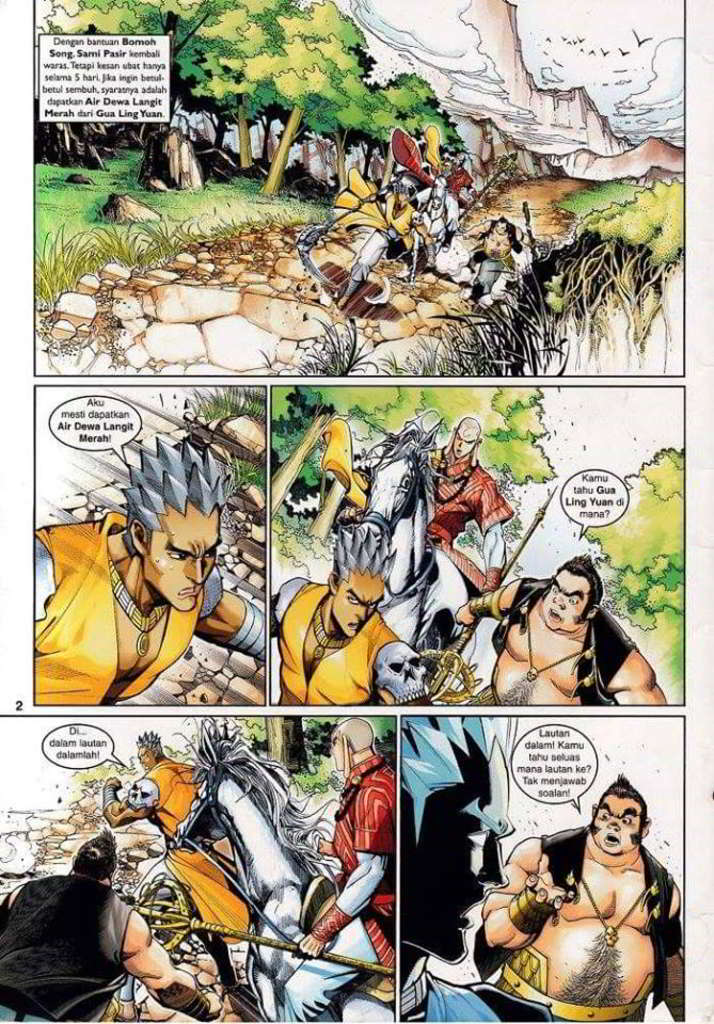 Dengan bantuan Bomoh
Song, Sami Pasir kembali
waras. Tetapi kesan ubat hanya
selama 5 hari. Jika ingin betul-
betul sembuh, syaratnya adalah
dapatkan Air Dewa Langit
Merah dari Gua Ling Yuan.
Aku
mesti dapatkan
Air Dewa Langit
Merah!
Kamu
tahu Gua
Ling Yuan di
mana?
2
Di...
dalam lautan
dalamlah!
Lautan
dalam! Kamu
tahu seluas
mana lautan ke?
Tak menjawab
soalan!